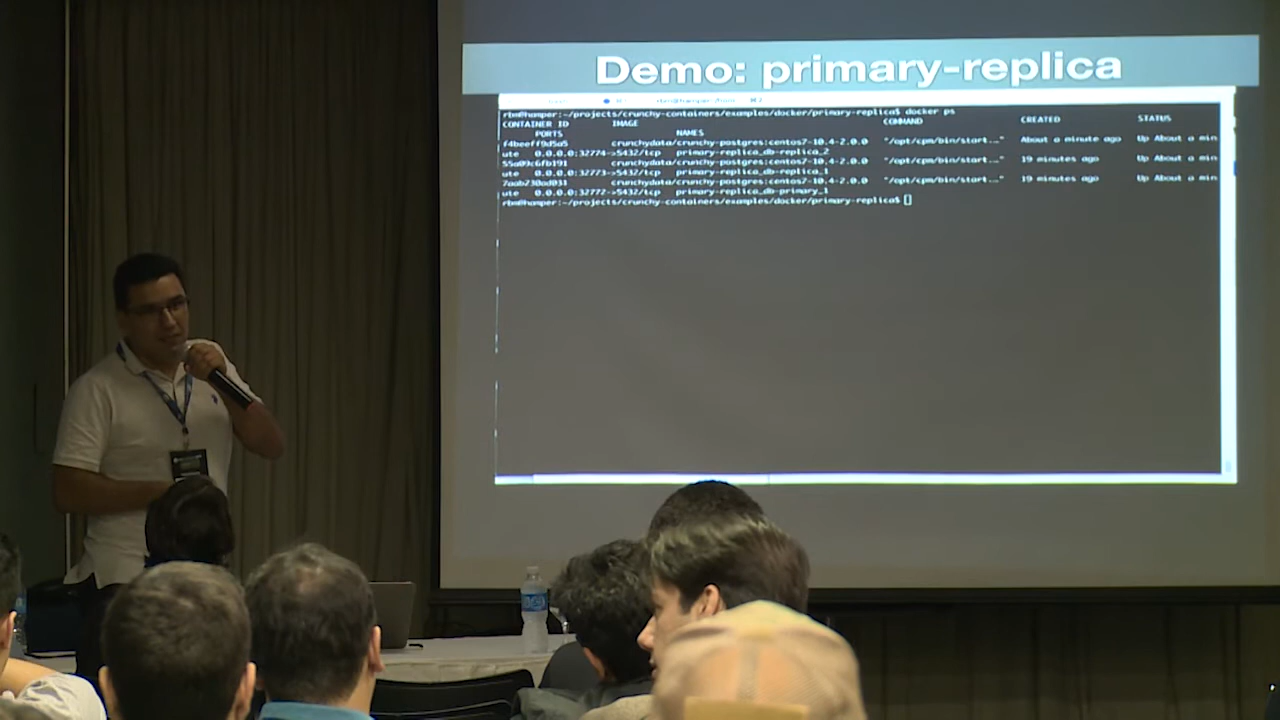 Demo: primary-replica
rbm@hamper:~/projects/crunchy-containers/examples/docker/primary-replica$ docker ps
CONTAINER ID IMAGE COMMAND CREATED STATUS
PORTS NAMES
f4beeff9d5a5 crunchydata/crunchy-postgres:centos7-10.4-2.0.0 "/opt/cpm/bin/start.…" About a minute ago Up About a min
ute 0.0.0.0:32774->5432/tcp primary-replica_db-replica_2
55a09c6fb191 crunchydata/crunchy-postgres:centos7-10.4-2.0.0 "/opt/cpm/bin/start.…" 19 minutes ago Up About a min
ute 0.0.0.0:32773->5432/tcp primary-replica_db-replica_1
7aab230ad031 crunchydata/crunchy-postgres:centos7-10.4-2.0.0 "/opt/cpm/bin/start.…" 19 minutes ago Up About a min
ute 0.0.0.0:32772->5432/tcp primary-replica_db-primary_1
rbm@hamper:~/projects/crunchy-containers/examples/docker/primary-replica$